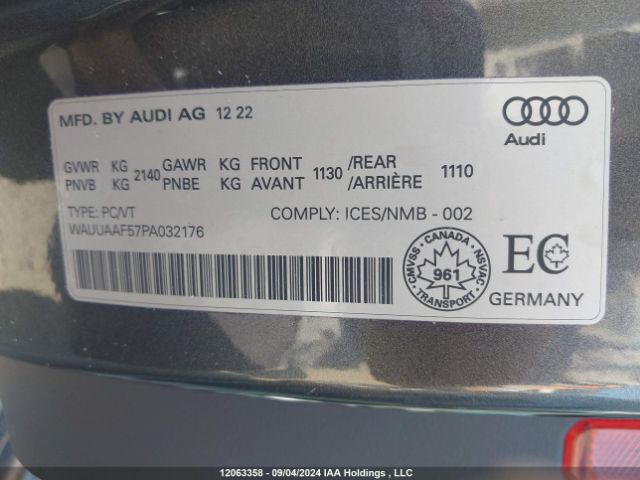 MFD. BY AUDI AG 12 22
Audi
GVWR KG 2140 GAWR KG FRONT 1130 /REAR 1110
PNVB KG PNBE KG AVANT /ARRIÈRE
TYPE: PC/VT COMPLY: ICES/NMB - 002
WAUUAAF57PA032176
CMVSS - CANADA - NSVAC
961
TRANSPORT
EC
GERMANY
12063358 - 09/04/2024 IAA Holdings , LLC